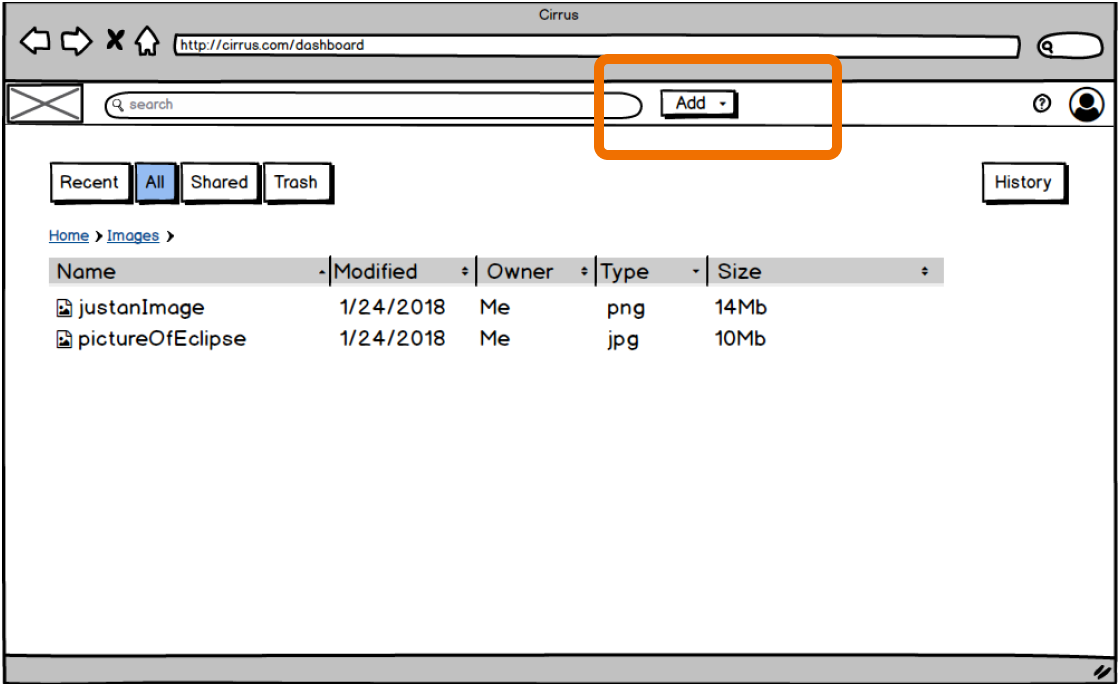 Cirrus
http://cirrus.com/dashboard
search
Add
Recent All Shared Trash History
Home Images
Name Modified Owner Type Size
justanImage 1/24/2018 Me png 14Mb
pictureOfEclipse 1/24/2018 Me jpg 10Mb